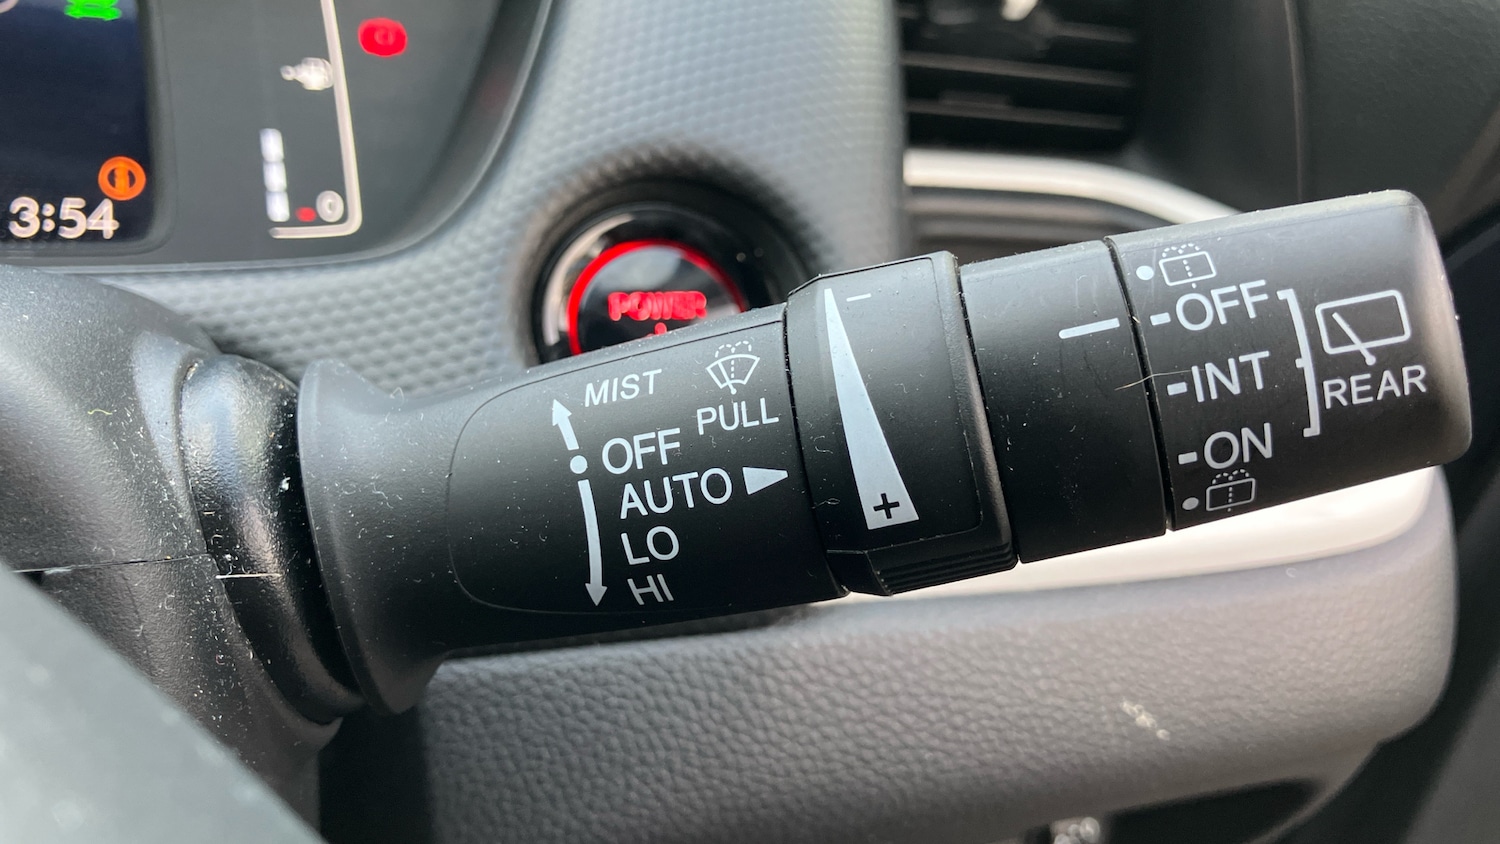 3:54
POWER
MIST
PULL
OFF
AUTO
LO
HI
− +
OFF
INT
ON
REAR